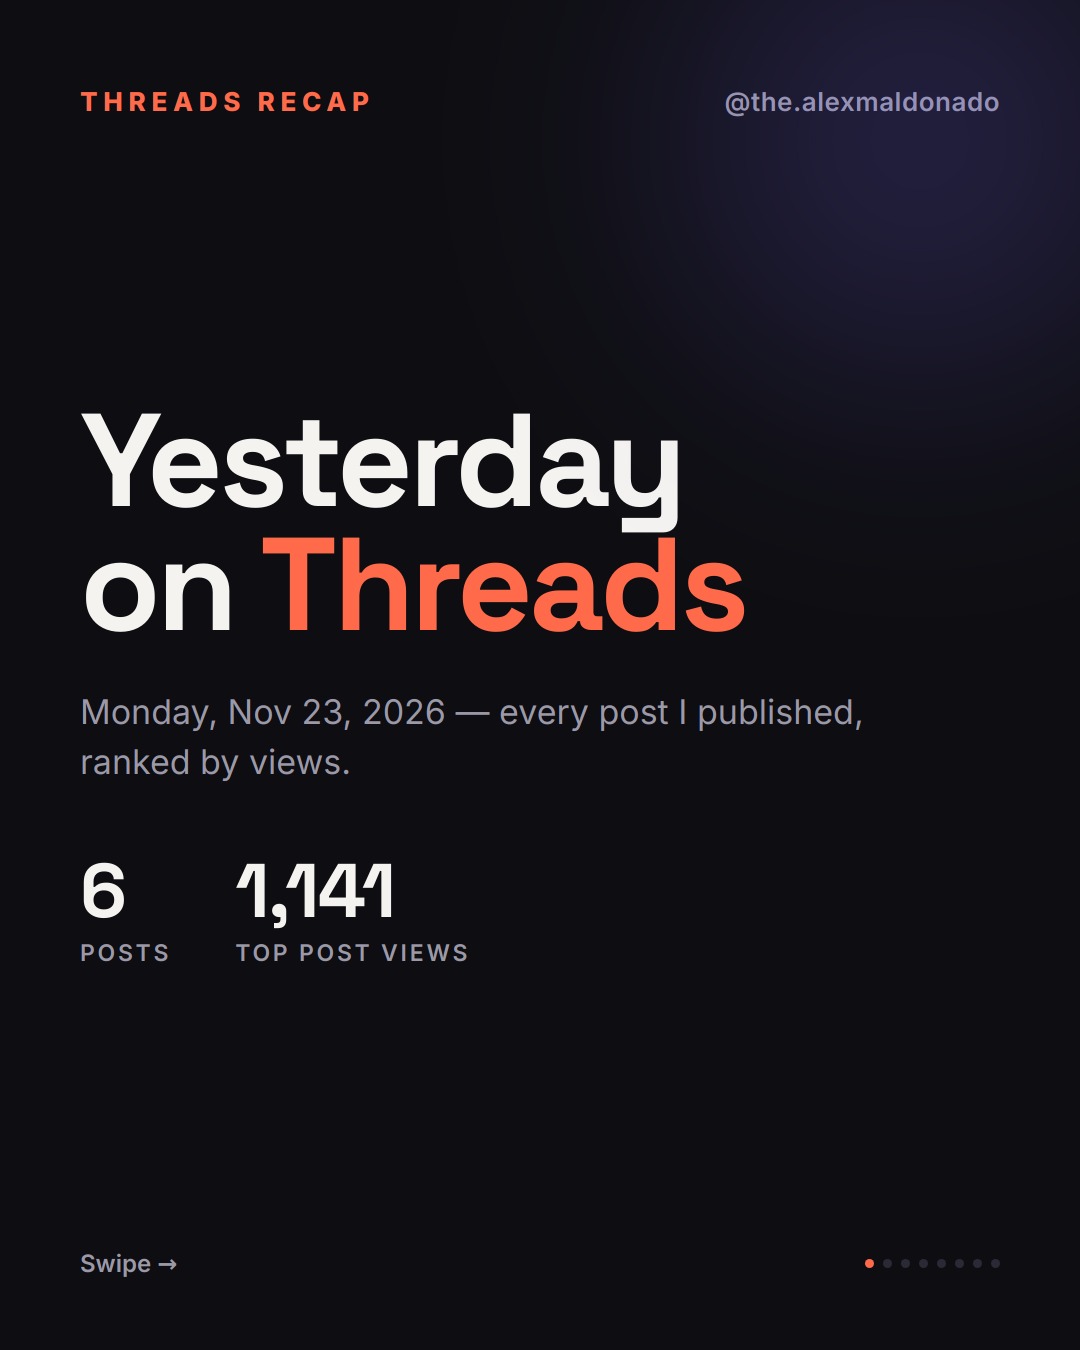 THREADS RECAP
@the.alexmaldonado
Yesterday
on Threads
Monday, Nov 23, 2026 — every post I published,
ranked by views.
6
POSTS
1,141
TOP POST VIEWS
Swipe →